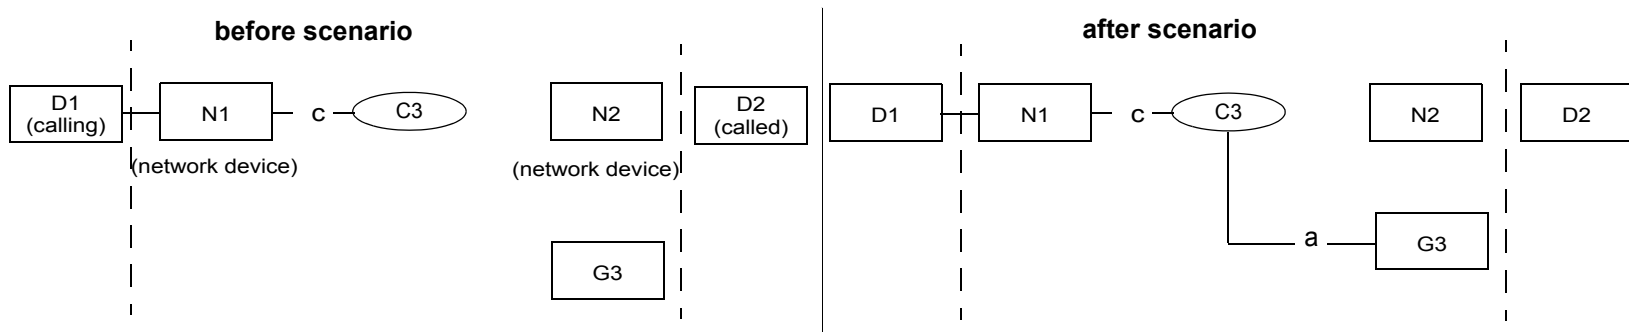 before scenario
after scenario
D1
(calling)
N1
c
C3
N2
D2
(called)
(network device)
(network device)
G3
D1
N1
c
C3
N2
D2
a
G3